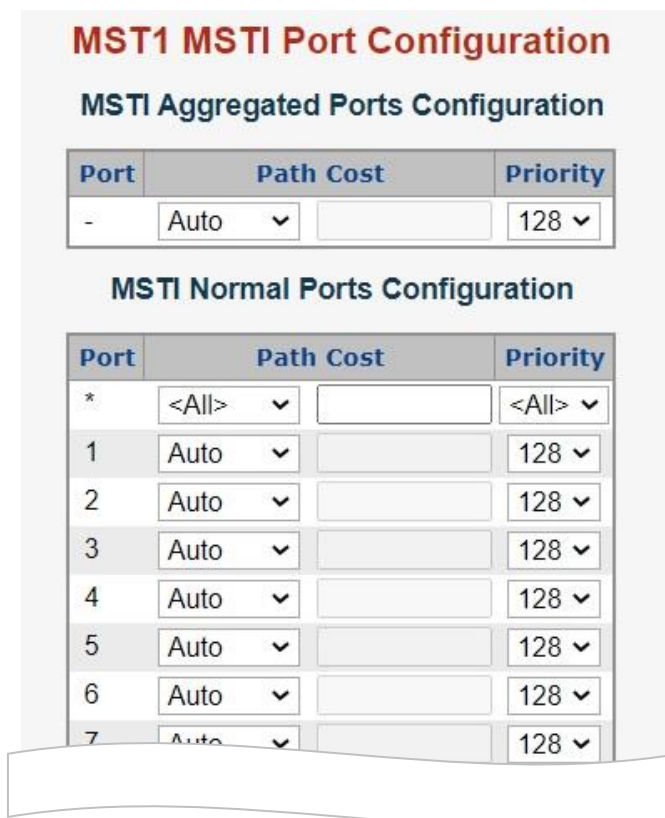 MST1 MSTI Port Configuration
MSTI Aggregated Ports Configuration
Port Path Cost Priority
- Auto 128
MSTI Normal Ports Configuration
Port Path Cost Priority
* <All> <All>
1 Auto 128
2 Auto 128
3 Auto 128
4 Auto 128
5 Auto 128
6 Auto 128
7 Auto 128